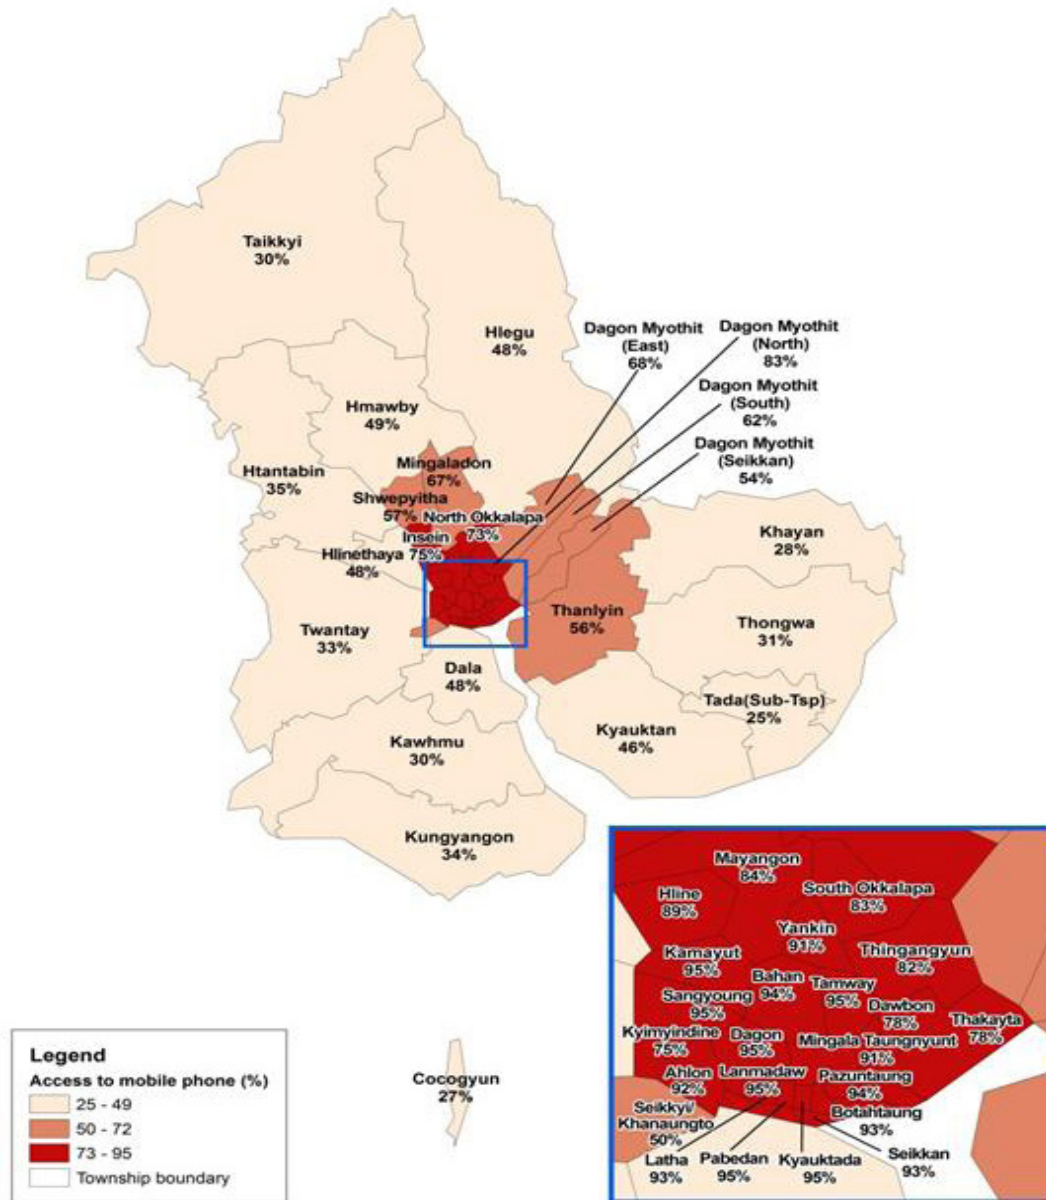 Taikkyi
30%
Hlegu
48%
Dagon Myothit
(East)
68%
Dagon Myothit
(North)
83%
Dagon Myothit
(South)
62%
Dagon Myothit
(Seikkan)
54%
Hmawby
49%
Mingaladon
67%
Htantabin
35%
Shwepyitha
57%
North Okkalapa
73%
Insein
75%
Hlinethaya
48%
Khayan
28%
Twantay
33%
Thanlyin
56%
Thongwa
31%
Dala
48%
Tada(Sub-Tsp)
25%
Kyauktan
46%
Kawhmu
30%
Kungyangon
34%
Cocogyun
27%
Mayangon
84%
Hline
89%
South Okkalapa
83%
Yankin
91%
Kamayut
95%
Thingangyun
82%
Bahan
94%
Tamway
95%
Sangyoung
95%
Dawbon
78%
Thakayta
78%
Kyimyindine
75%
Dagon
95%
Mingala Taungnyunt
91%
Ahlon
92%
Lanmadaw
95%
Pazuntaung
94%
Seikkyi/
Khanaungto
50%
Botahtaung
93%
Latha
93%
Pabedan
95%
Kyauktada
95%
Seikkan
93%
Legend
Access to mobile phone (%)
25 - 49
50 - 72
73 - 95
Township boundary